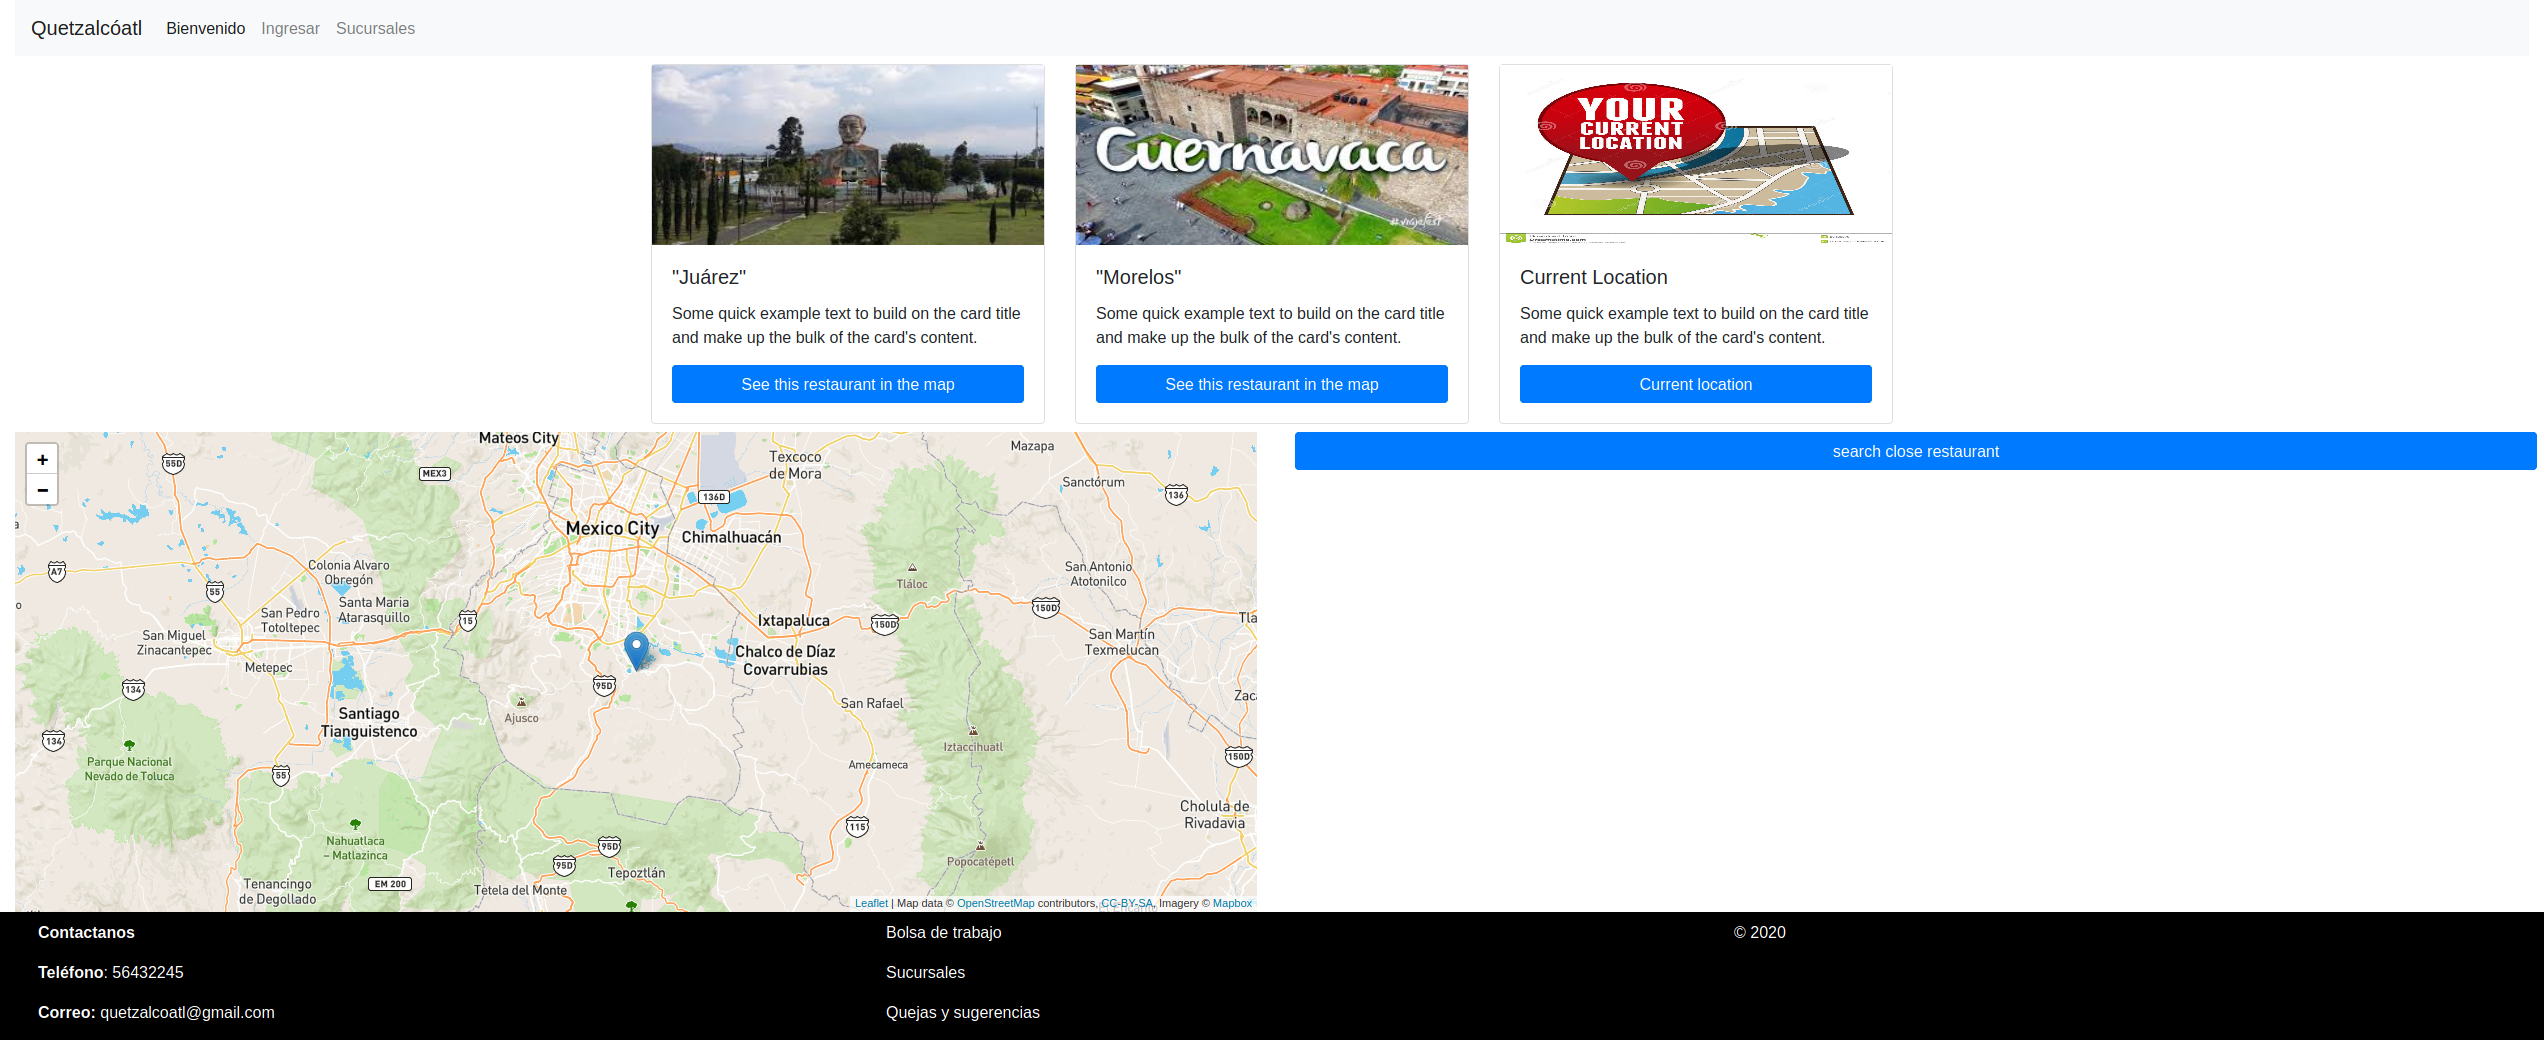 Quetzalcóatl Bienvenido Ingresar Sucursales
Cuernavaca
#viajefest
YOUR
CURRENT
LOCATION
"Juárez"
Some quick example text to build on the card title
and make up the bulk of the card's content.
See this restaurant in the map
"Morelos"
Some quick example text to build on the card title
and make up the bulk of the card's content.
See this restaurant in the map
Current Location
Some quick example text to build on the card title
and make up the bulk of the card's content.
Current location
search close restaurant
+
−
Mateos City
Texcoco
de Mora
Mazapa
55D
MEX3
136D
Sanctórum
136
Mexico City
Chimalhuacán
A7
Colonia Alvaro
Obregón
55
Tláloc
San Antonio
Atotonilco
San Pedro
Totoltepec
Santa Maria
Atarasquillo
15
Ixtapaluca
150D
150D
San Miguel
Zinacantepec
Metepec
Chalco de Díaz
Covarrubias
San Martín
Texmelucan
134
95D
San Rafael
Santiago
Tianguistenco
Ajusco
134
Parque Nacional
Nevado de Toluca
55
Iztaccihuatl
Amecameca
150D
Cholula de
Rivadavia
115
Nahuatlaca
– Matlazinca
95D
95D
Popocatépetl
Tepoztlán
Tenancingo
de Degollado
EM 200
Tetela del Monte
Leaflet | Map data © OpenStreetMap contributors, CC-BY-SA, Imagery © Mapbox
Contactanos
Teléfono: 56432245
Correo: quetzalcoatl@gmail.com
Bolsa de trabajo
Sucursales
Quejas y sugerencias
© 2020